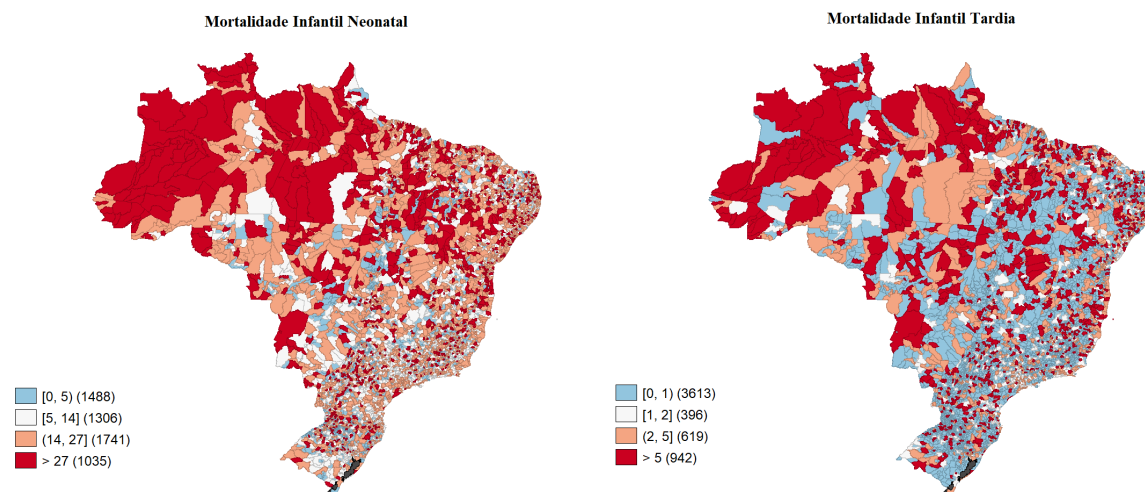 Mortalidade Infantil Neonatal
Mortalidade Infantil Tardia
[0, 5) (1488)
[5, 14] (1306)
(14, 27] (1741)
> 27 (1035)
[0, 1) (3613)
[1, 2] (396)
(2, 5] (619)
> 5 (942)